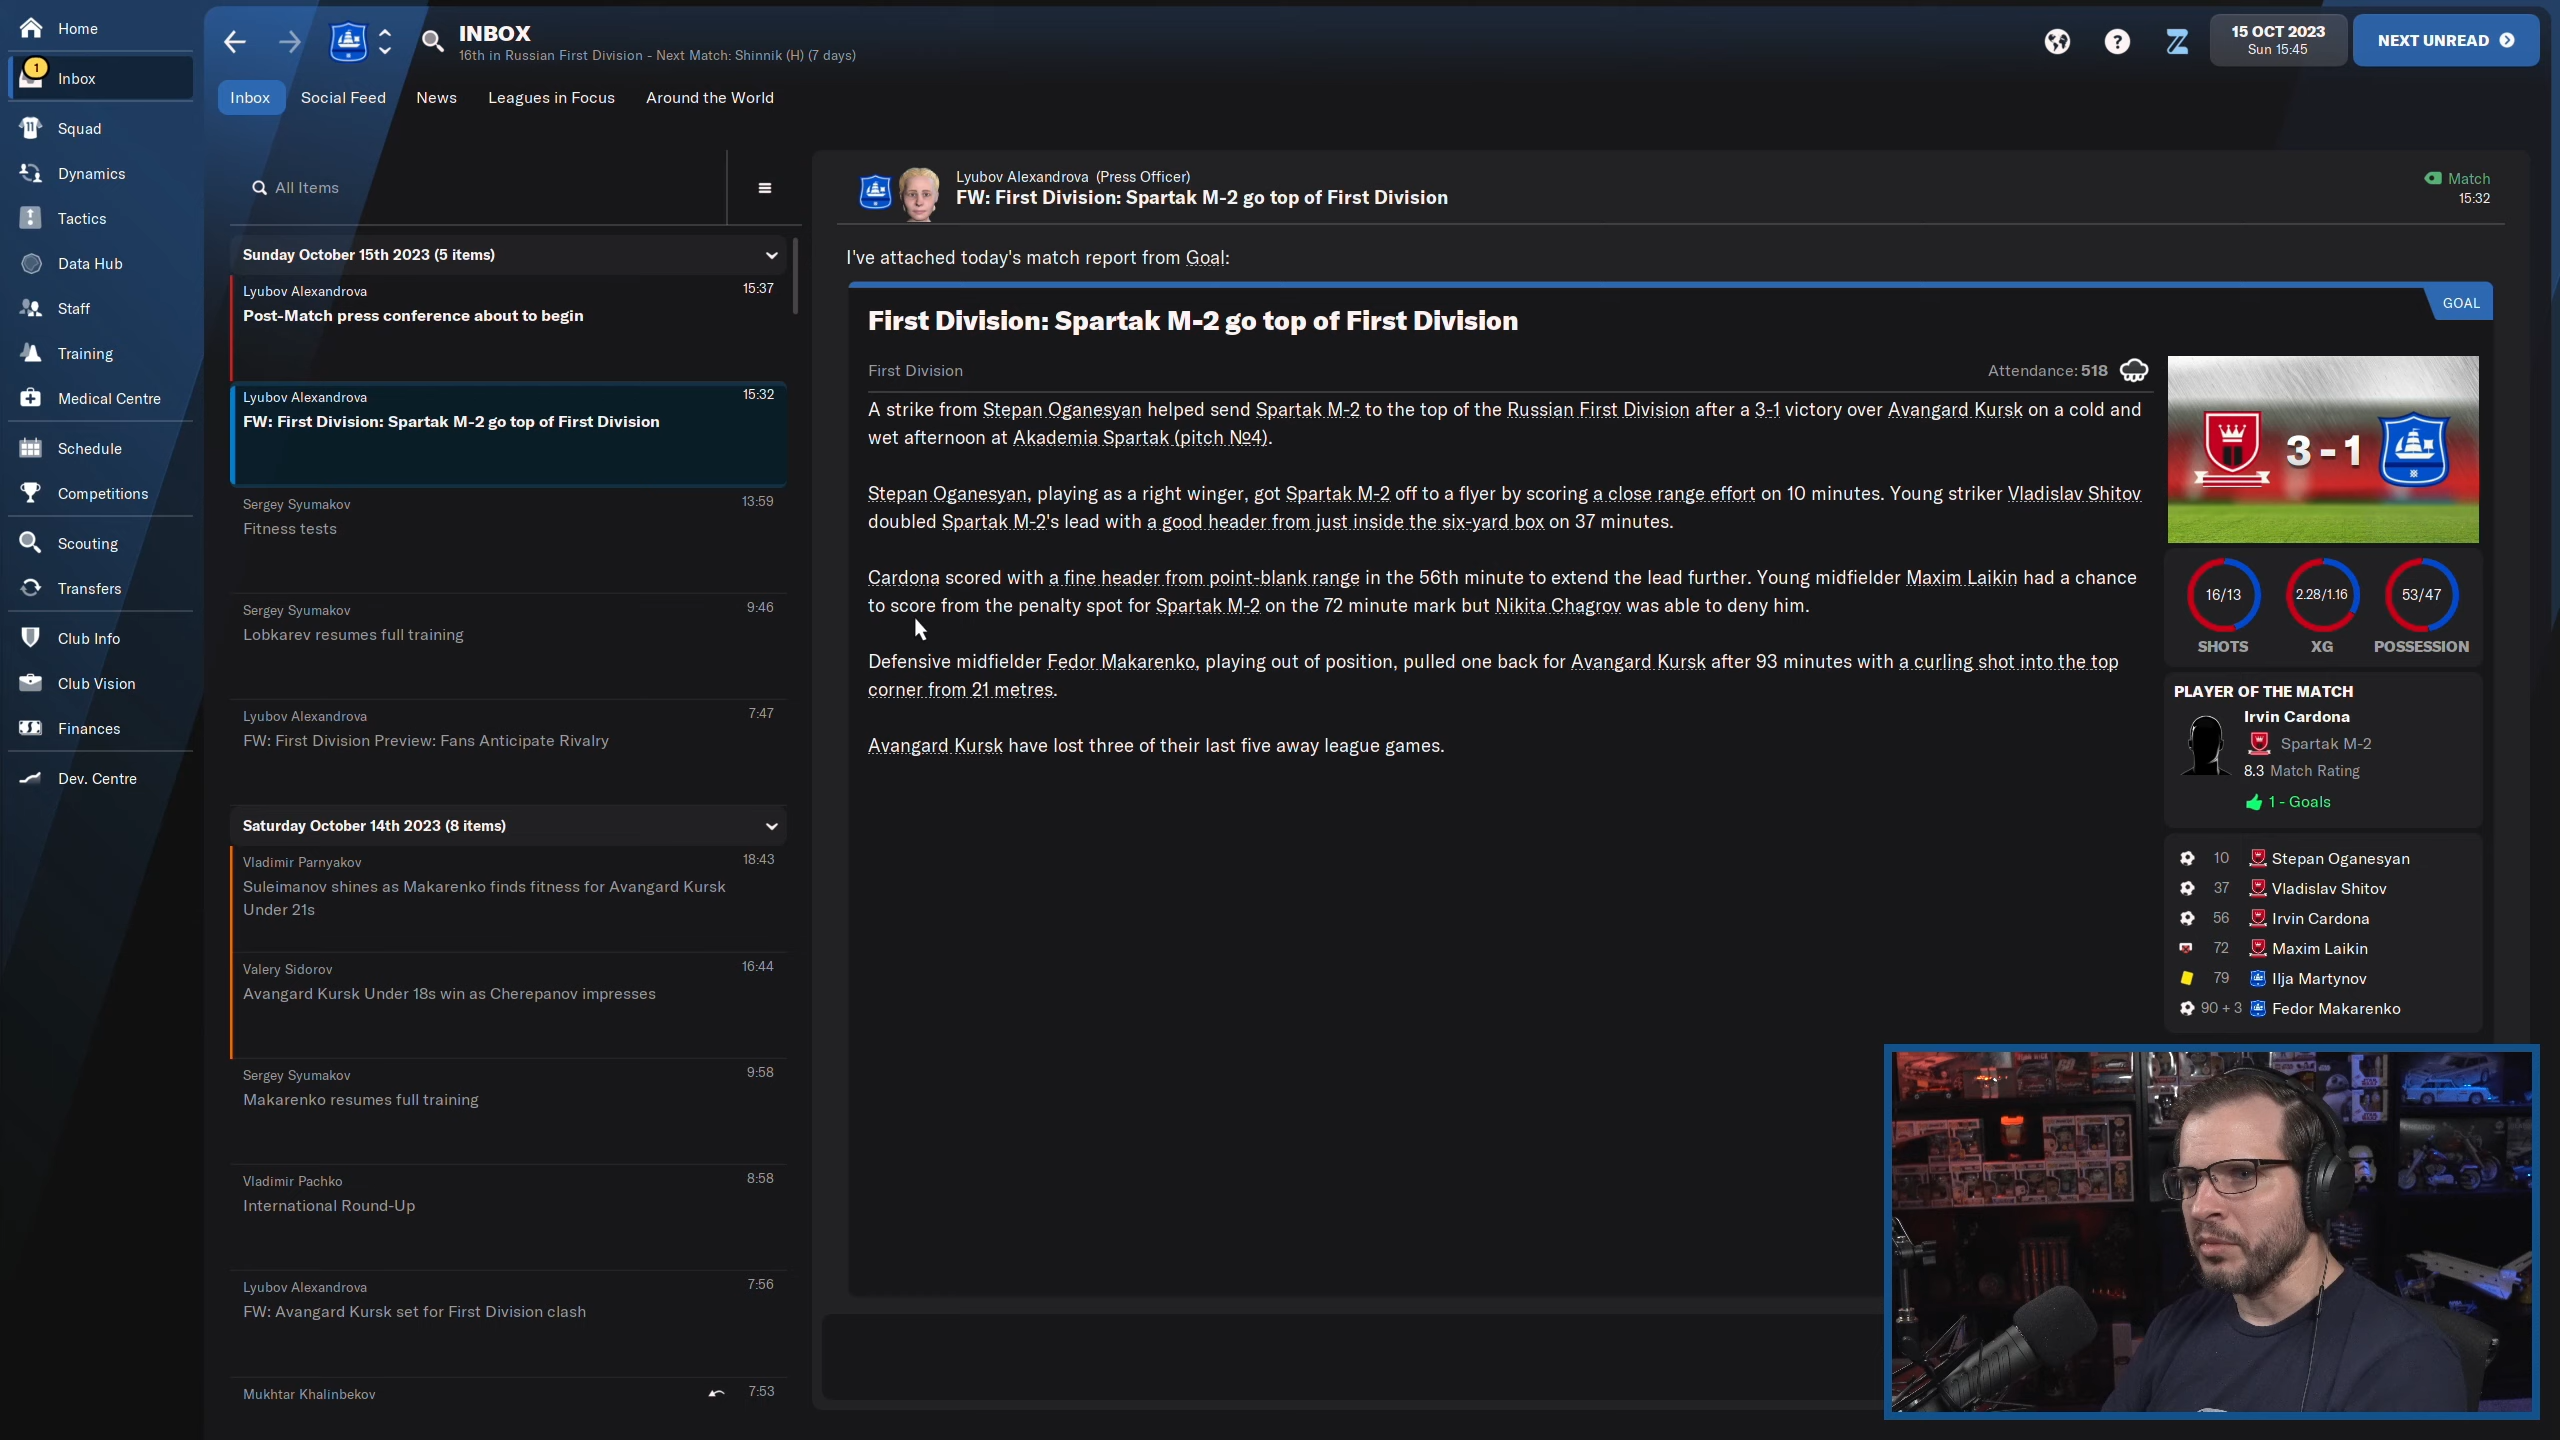 Home
1
Inbox
Squad
Dynamics
Tactics
Data Hub
Staff
Training
Medical Centre
Schedule
Competitions
Scouting
Transfers
Club Info
Club Vision
Finances
Dev. Centre
INBOX
16th in Russian First Division - Next Match: Shinnik (H) (7 days)
15 OCT 2023
Sun 15:45
NEXT UNREAD
Inbox Social Feed News Leagues in Focus Around the World
All Items
Sunday October 15th 2023 (5 items)
Lyubov Alexandrova 15:37
Post-Match press conference about to begin
Lyubov Alexandrova 15:32
FW: First Division: Spartak M-2 go top of First Division
Sergey Syumakov 13:59
Fitness tests
Sergey Syumakov 9:46
Lobkarev resumes full training
Lyubov Alexandrova 7:47
FW: First Division Preview: Fans Anticipate Rivalry
Saturday October 14th 2023 (8 items)
Vladimir Parnyakov 18:43
Suleimanov shines as Makarenko finds fitness for Avangard Kursk
Under 21s
Valery Sidorov 16:44
Avangard Kursk Under 18s win as Cherepanov impresses
Sergey Syumakov 9:58
Makarenko resumes full training
Vladimir Pachko 8:58
International Round-Up
Lyubov Alexandrova 7:56
FW: Avangard Kursk set for First Division clash
Mukhtar Khalinbekov 7:53
Lyubov Alexandrova (Press Officer)
FW: First Division: Spartak M-2 go top of First Division
Match
15:32
I've attached today's match report from Goal:
GOAL
First Division: Spartak M-2 go top of First Division
First Division Attendance: 518
A strike from Stepan Oganesyan helped send Spartak M-2 to the top of the Russian First Division after a 3-1 victory over Avangard Kursk on a cold and
wet afternoon at Akademia Spartak (pitch №4).
Stepan Oganesyan, playing as a right winger, got Spartak M-2 off to a flyer by scoring a close range effort on 10 minutes. Young striker Vladislav Shitov
doubled Spartak M-2's lead with a good header from just inside the six-yard box on 37 minutes.
Cardona scored with a fine header from point-blank range in the 56th minute to extend the lead further. Young midfielder Maxim Laikin had a chance
to score from the penalty spot for Spartak M-2 on the 72 minute mark but Nikita Chagrov was able to deny him.
Defensive midfielder Fedor Makarenko, playing out of position, pulled one back for Avangard Kursk after 93 minutes with a curling shot into the top
corner from 21 metres.
Avangard Kursk have lost three of their last five away league games.
3 - 1
16/13 2.28/1.16 53/47
SHOTS XG POSSESSION
PLAYER OF THE MATCH
Irvin Cardona
Spartak M-2
8.3 Match Rating
1 - Goals
10 Stepan Oganesyan
37 Vladislav Shitov
56 Irvin Cardona
72 Maxim Laikin
79 Ilja Martynov
90 + 3 Fedor Makarenko